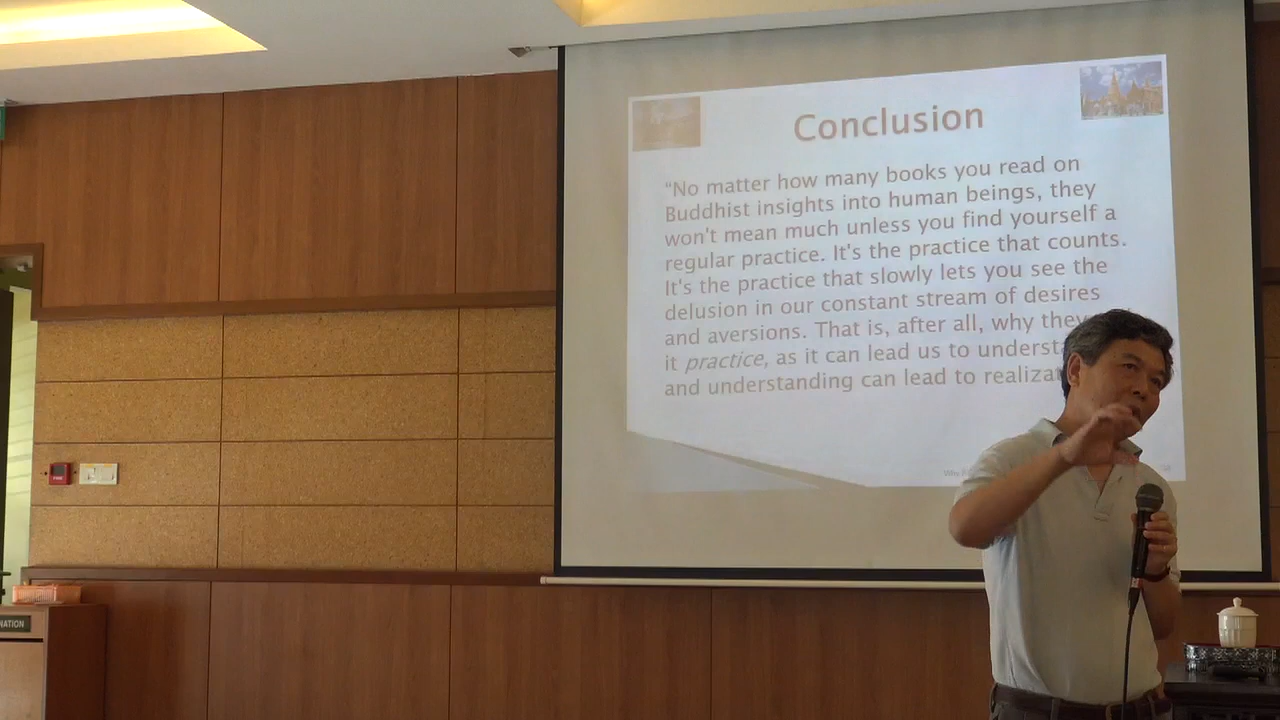 Conclusion
“No matter how many books you read on
Buddhist insights into human beings, they
won't mean much unless you find yourself a
regular practice. It's the practice that counts.
It's the practice that slowly lets you see the
delusion in our constant stream of desires
and aversions. That is, after all, why they
it practice, as it can lead us to
and understanding can lead to
FIRE